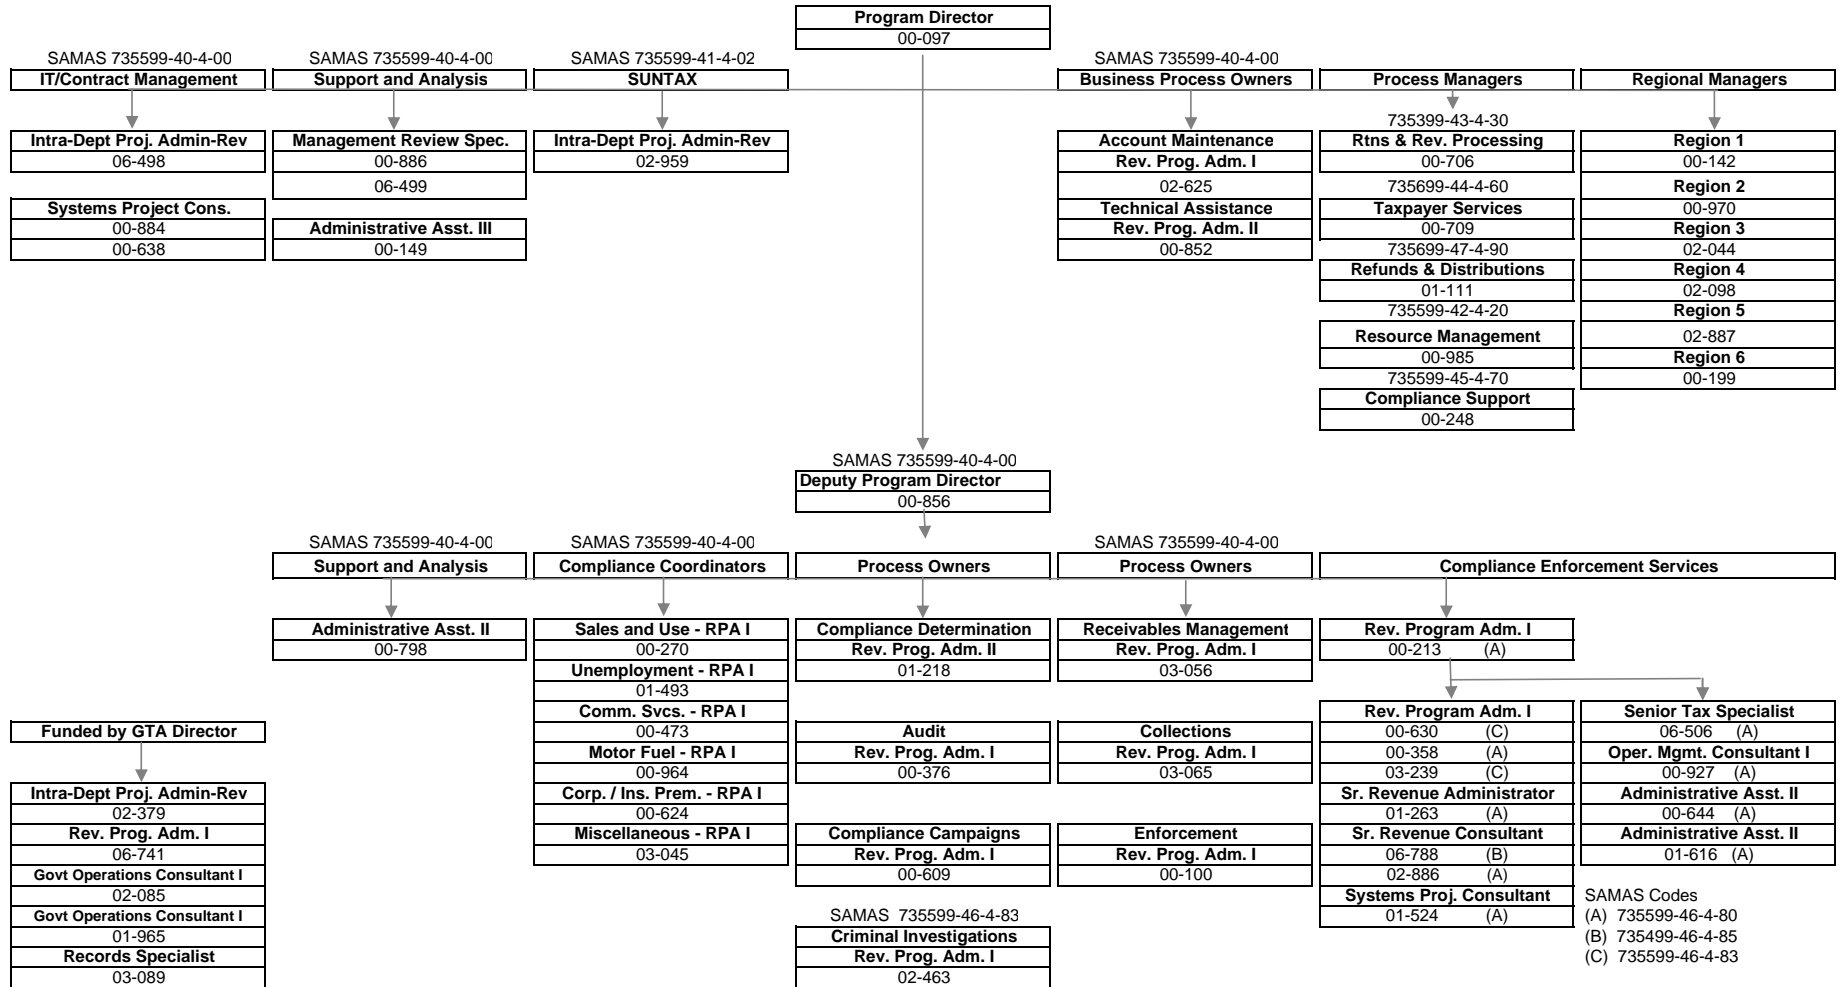 Program Director
00-097
SAMAS 735599-40-4-00
IT/Contract Management
Intra-Dept Proj. Admin-Rev
06-498
Systems Project Cons.
00-884
00-638
SAMAS 735599-40-4-00
Support and Analysis
Management Review Spec.
00-886
06-499
Administrative Asst. III
00-149
SAMAS 735599-41-4-02
SUNTAX
Intra-Dept Proj. Admin-Rev
02-959
SAMAS 735599-40-4-00
Business Process Owners
Account Maintenance
Rev. Prog. Adm. I
02-625
Technical Assistance
Rev. Prog. Adm. II
00-852
Process Managers
735399-43-4-30
Rtns & Rev. Processing
00-706
735699-44-4-60
Taxpayer Services
00-709
735699-47-4-90
Refunds & Distributions
01-111
735599-42-4-20
Resource Management
00-985
735599-45-4-70
Compliance Support
00-248
Regional Managers
Region 1
00-142
Region 2
00-970
Region 3
02-044
Region 4
02-098
Region 5
02-887
Region 6
00-199
SAMAS 735599-40-4-00
Deputy Program Director
00-856
SAMAS 735599-40-4-00
Support and Analysis
Administrative Asst. II
00-798
SAMAS 735599-40-4-00
Compliance Coordinators
Sales and Use - RPA I
00-270
Unemployment - RPA I
01-493
Comm. Svcs. - RPA I
00-473
Motor Fuel - RPA I
00-964
Corp. / Ins. Prem. - RPA I
00-624
Miscellaneous - RPA I
03-045
Process Owners
Compliance Determination
Rev. Prog. Adm. II
01-218
Audit
Rev. Prog. Adm. I
00-376
Compliance Campaigns
Rev. Prog. Adm. I
00-609
SAMAS  735599-46-4-83
Criminal Investigations
Rev. Prog. Adm. I
02-463
SAMAS 735599-40-4-00
Process Owners
Receivables Management
Rev. Prog. Adm. I
03-056
Collections
Rev. Prog. Adm. I
03-065
Enforcement
Rev. Prog. Adm. I
00-100
Compliance Enforcement Services
Rev. Program Adm. I
00-213 (A)
Rev. Program Adm. I
00-630 (C)
00-358 (A)
03-239 (C)
Sr. Revenue Administrator
01-263 (A)
Sr. Revenue Consultant
06-788 (B)
02-886 (A)
Systems Proj. Consultant
01-524 (A)
Senior Tax Specialist
06-506 (A)
Oper. Mgmt. Consultant I
00-927 (A)
Administrative Asst. II
00-644 (A)
Administrative Asst. II
01-616 (A)
SAMAS Codes
(A) 735599-46-4-80
(B) 735499-46-4-85
(C) 735599-46-4-83
Funded by GTA Director
Intra-Dept Proj. Admin-Rev
02-379
Rev. Prog. Adm. I
06-741
Govt Operations Consultant I
02-085
Govt Operations Consultant I
01-965
Records Specialist
03-089